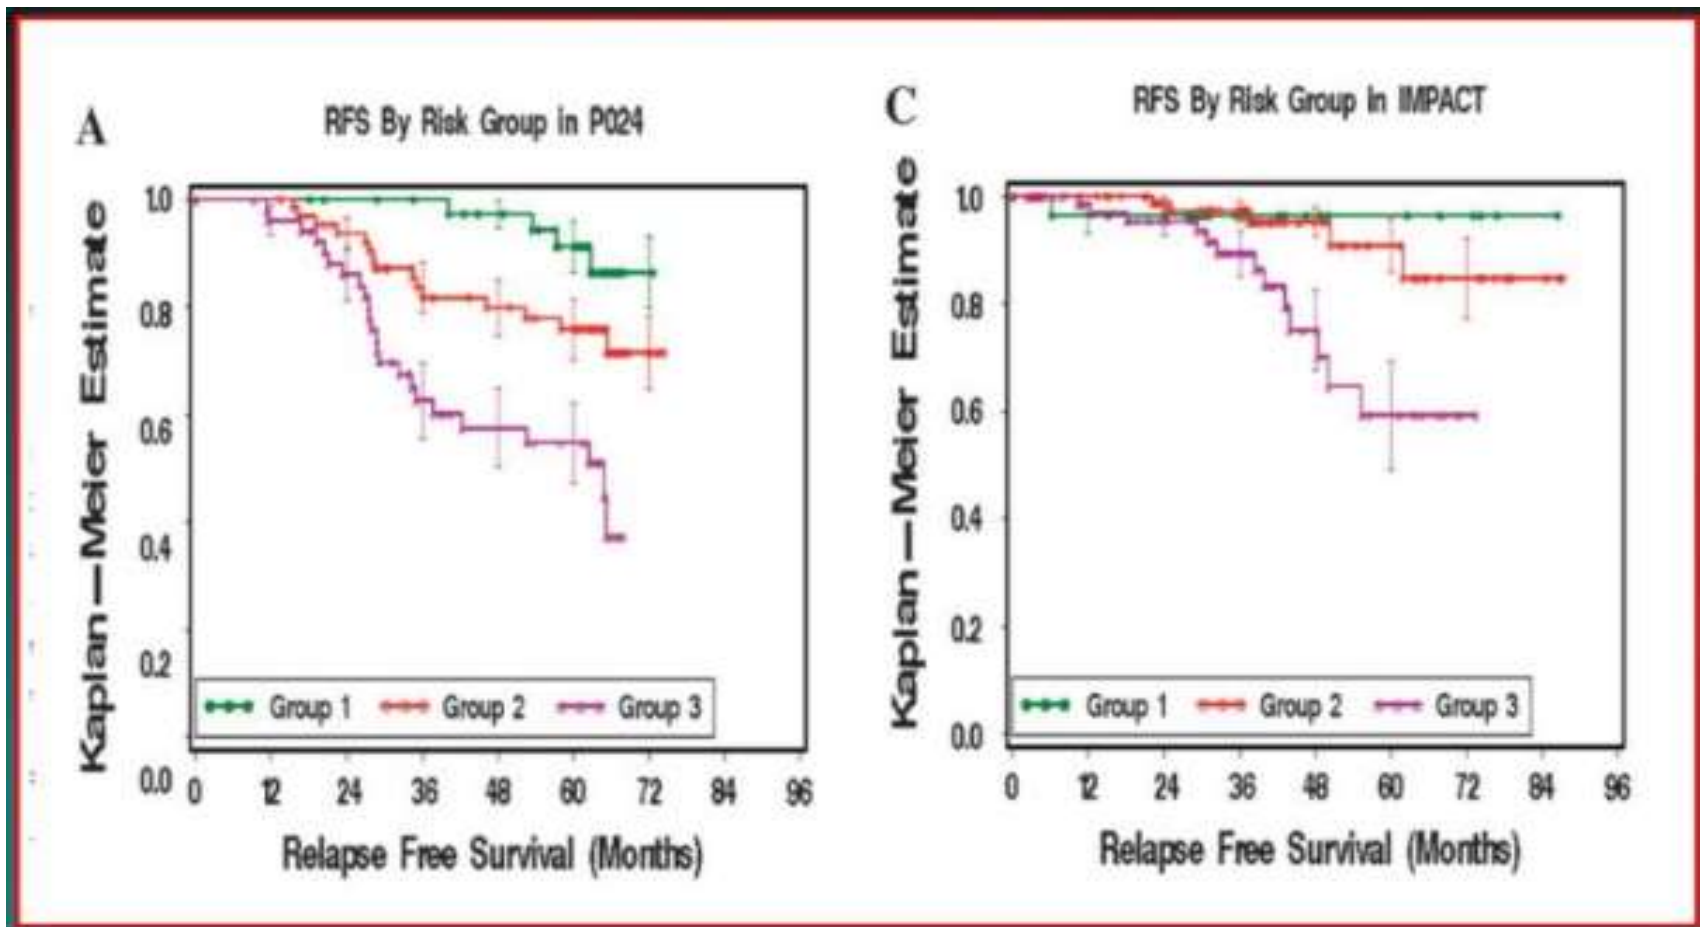 A
RFS By Risk Group in P024
Kaplan—Meier Estimate
1.0
0.8
0.6
0.4
0.2
0.0
Group 1
Group 2
Group 3
0 12 24 36 48 60 72 84 96
Relapse Free Survival (Months)
C
RFS By Risk Group In IMPACT
Kaplan—Meier Estimate
1.0
0.8
0.6
0.4
0.2
0.0
Group 1
Group 2
Group 3
0 12 24 36 48 60 72 84 96
Relapse Free Survival (Months)